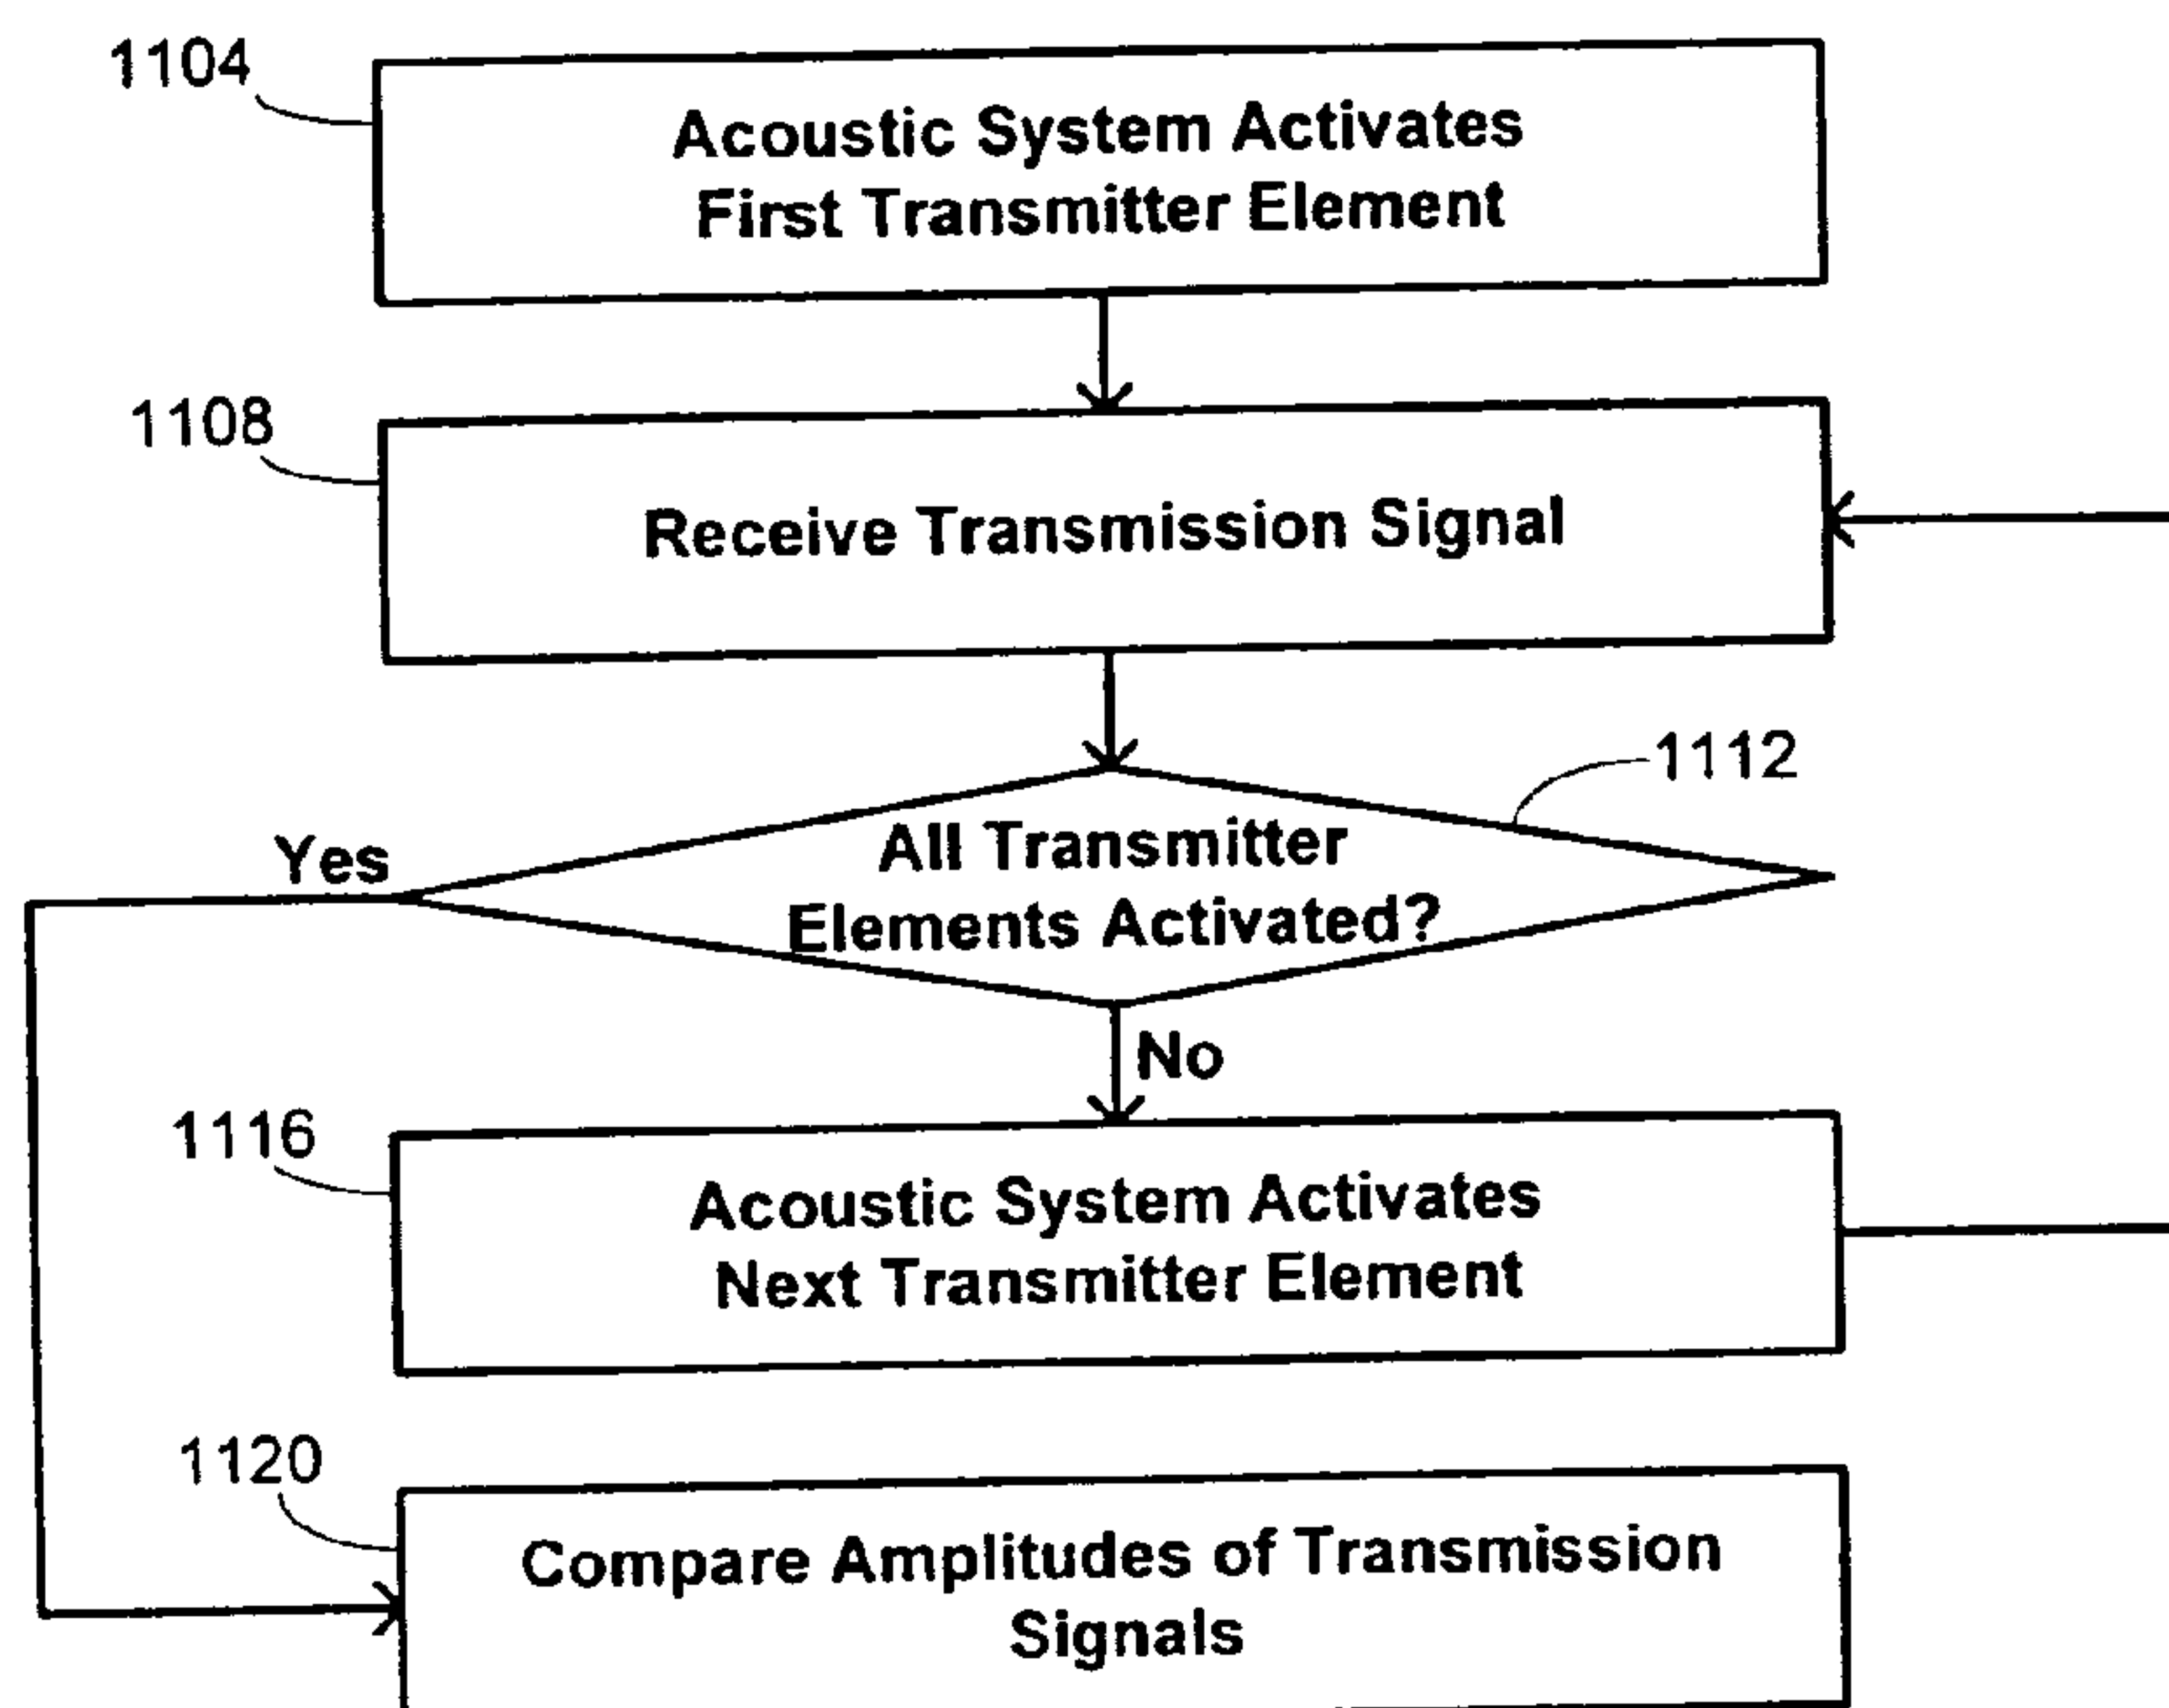 1104
Acoustic System Activates
First Transmitter Element
1108
Receive Transmission Signal
1112
Yes
All Transmitter
Elements Activated?
No
1116
Acoustic System Activates
Next Transmitter Element
1120
Compare Amplitudes of Transmission
Signals